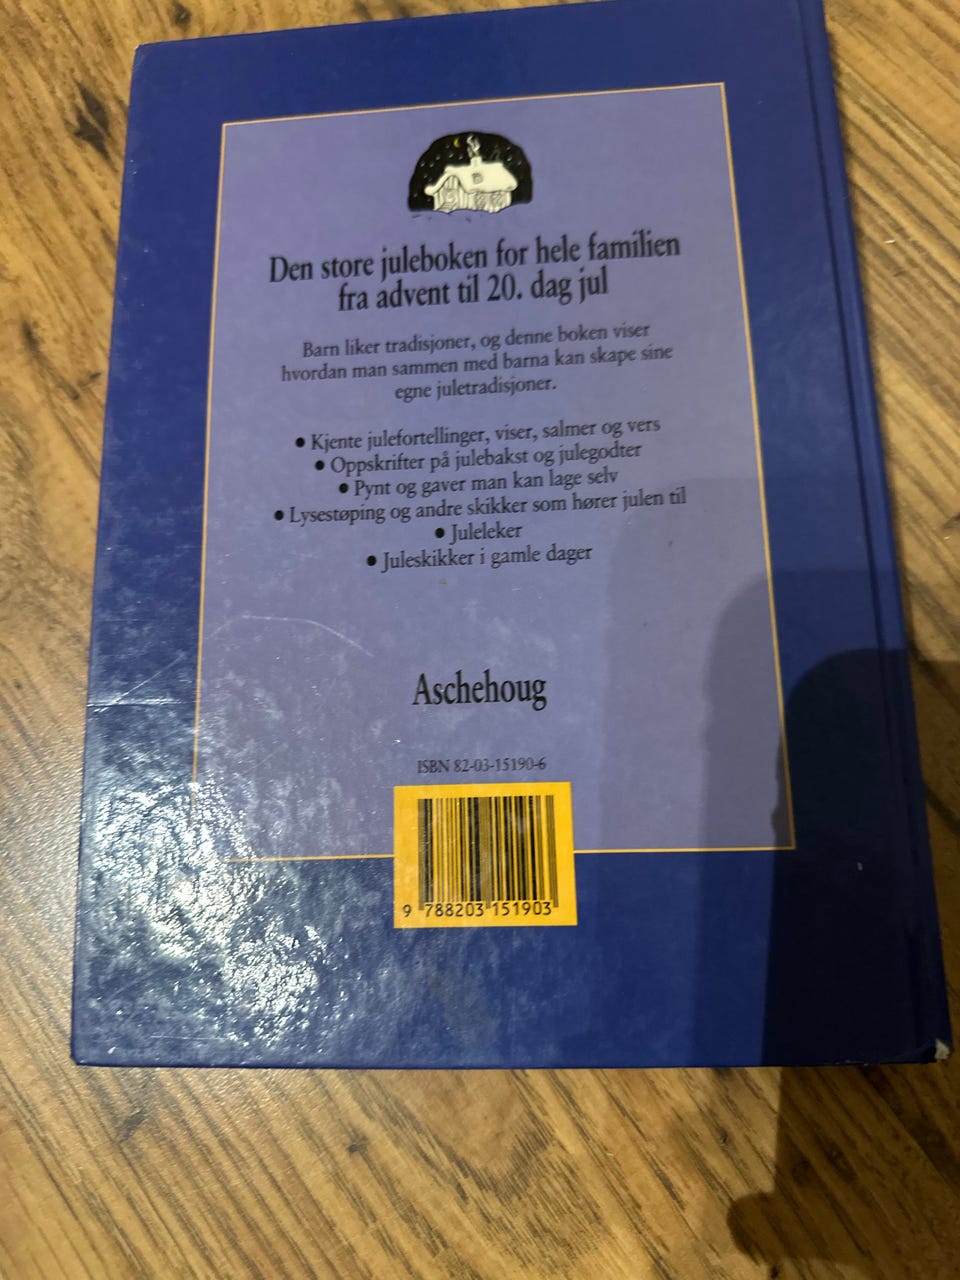 Den store juleboken for hele familien
fra advent til 20. dag jul
Barn liker tradisjoner, og denne boken viser
hvordan man sammen med barna kan skape sine
egne juletradisjoner.
• Kjente julefortellinger, viser, salmer og vers
• Oppskrifter på julebakst og julegodter
• Pynt og gaver man kan lage selv
• Lysestøping og andre skikker som hører julen til
• Juleleker
• Juleskikker i gamle dager
Aschehoug
ISBN 82-03-15190-6
9 788203 151903